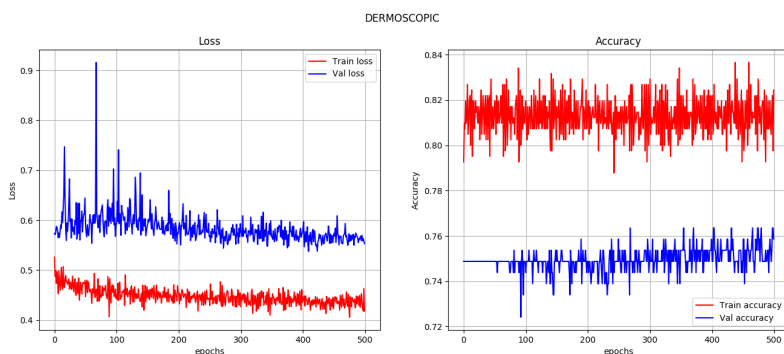 DERMOSCOPIC
Loss
Train loss
Val loss
0.9
0.8
0.7
0.6
0.5
0.4
Loss
0 100 200 300 400 500
epochs
Accuracy
0.84
0.82
0.80
0.78
0.76
0.74
0.72
Accuracy
Train accuracy
Val accuracy
0 100 200 300 400 500
epochs